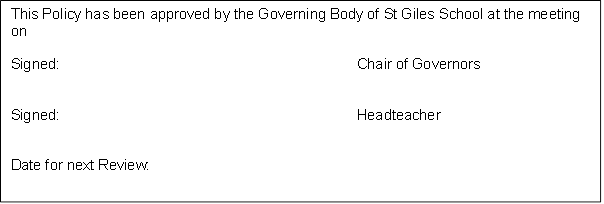 This Policy has been approved by the Governing Body of St Giles School at the meeting
on
Signed: Chair of Governors
Signed: Headteacher
Date for next Review: